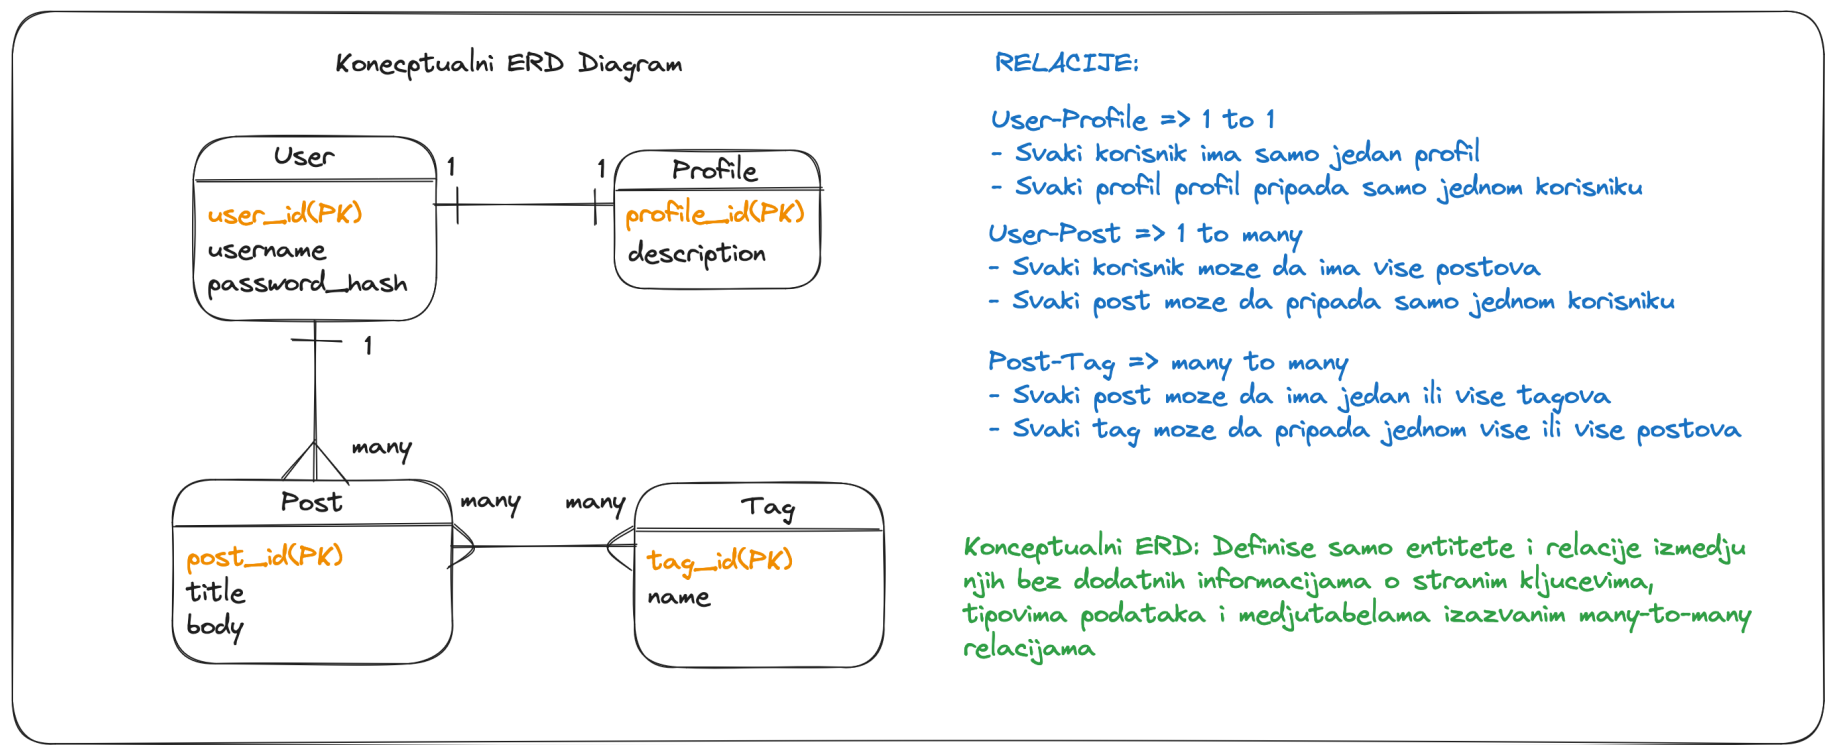 Konecptualni ERD Diagram
User
user_id(PK)
username
password_hash
1
1
Profile
profile_id(PK)
description
1
many
Post
post_id(PK)
title
body
many
many
Tag
tag_id(PK)
name
RELACIJE:
User-Profile => 1 to 1
- Svaki korisnik ima samo jedan profil
- Svaki profil profil pripada samo jednom korisniku
User-Post => 1 to many
- Svaki korisnik moze da ima vise postova
- Svaki post moze da pripada samo jednom korisniku
Post-Tag => many to many
- Svaki post moze da ima jedan ili vise tagova
- Svaki tag moze da pripada jednom vise ili vise postova
Konceptualni ERD: Definise samo entitete i relacije izmedju
njih bez dodatnih informacijama o stranim kljucevima,
tipovima podataka i medjutabelama izazvanim many-to-many
relacijama